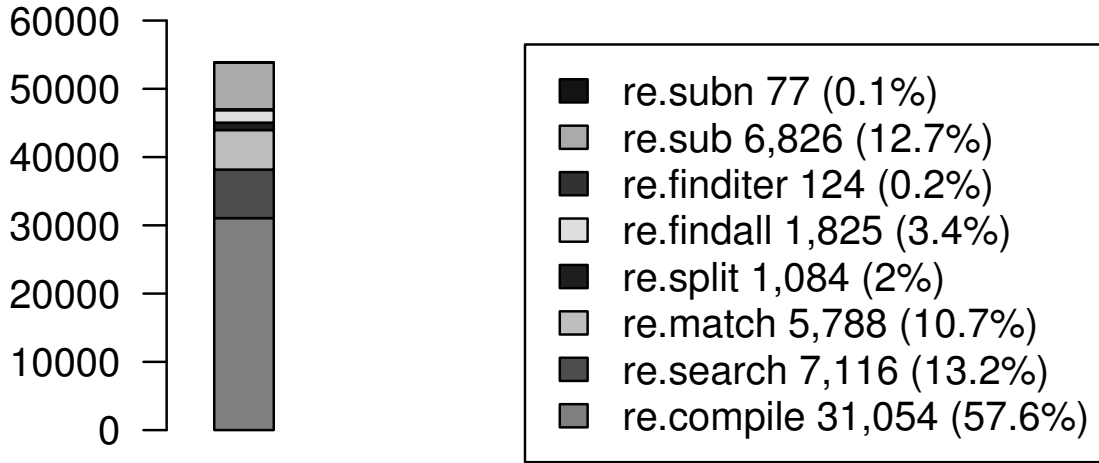 60000
50000
40000
30000
20000
10000
0
re.subn 77 (0.1%)
re.sub 6,826 (12.7%)
re.finditer 124 (0.2%)
re.findall 1,825 (3.4%)
re.split 1,084 (2%)
re.match 5,788 (10.7%)
re.search 7,116 (13.2%)
re.compile 31,054 (57.6%)